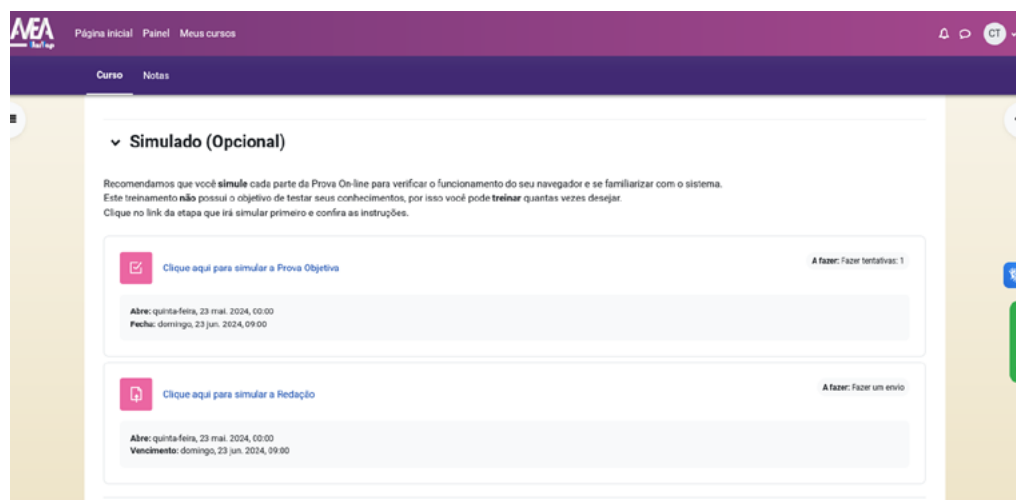 AVEA
Página inicial Painel Meus cursos
CT
Curso Notas
Simulado (Opcional)
Recomendamos que você simule cada parte da Prova On-line para verificar o funcionamento do seu navegador e se familiarizar com o sistema.
Este treinamento não possui o objetivo de testar seus conhecimentos, por isso você pode treinar quantas vezes desejar.
Clique no link da etapa que irá simular primeiro e confira as instruções.
Clique aqui para simular a Prova Objetiva
A fazer: Fazer tentativas: 1
Abre: quinta-feira, 23 mai. 2024, 00:00
Fecha: domingo, 23 jun. 2024, 09:00
Clique aqui para simular a Redação
A fazer: Fazer um envio
Abre: quinta-feira, 23 mai. 2024, 00:00
Vencimento: domingo, 23 jun. 2024, 09:00